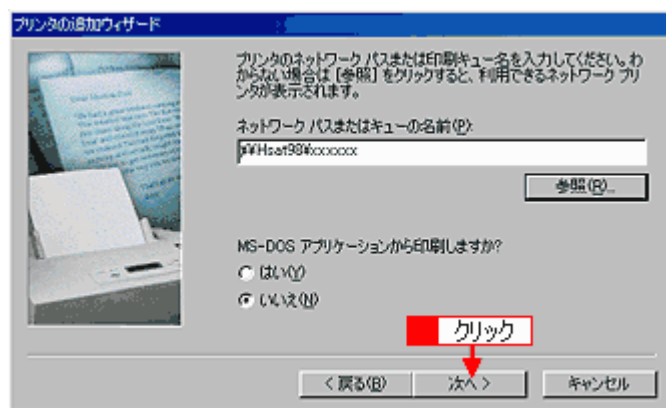 プリンタの追加ウィザード
プリンタのネットワーク パスまたは印刷キュー名を入力してください。わ
からない場合は [参照] をクリックすると、利用できるネットワーク プリ
ンタが表示されます。
ネットワーク パスまたはキューの名前(P):
¥¥Hsat98¥xxxxxx
参照(R)...
MS-DOS アプリケーションから印刷しますか?
はい(Y)
いいえ(N)
クリック
< 戻る(B)
次へ >
キャンセル